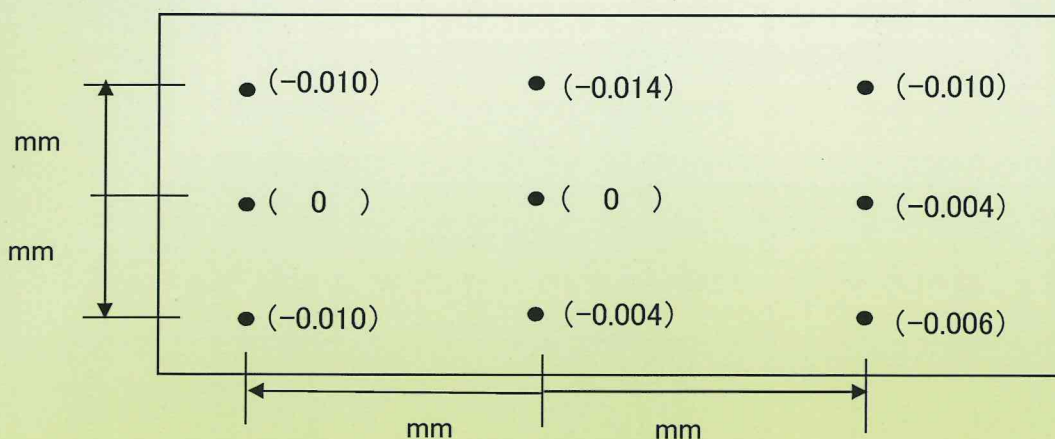 (-0.010) (-0.014) (-0.010)
mm
( 0 ) ( 0 ) (-0.004)
mm
(-0.010) (-0.004) (-0.006)
mm mm